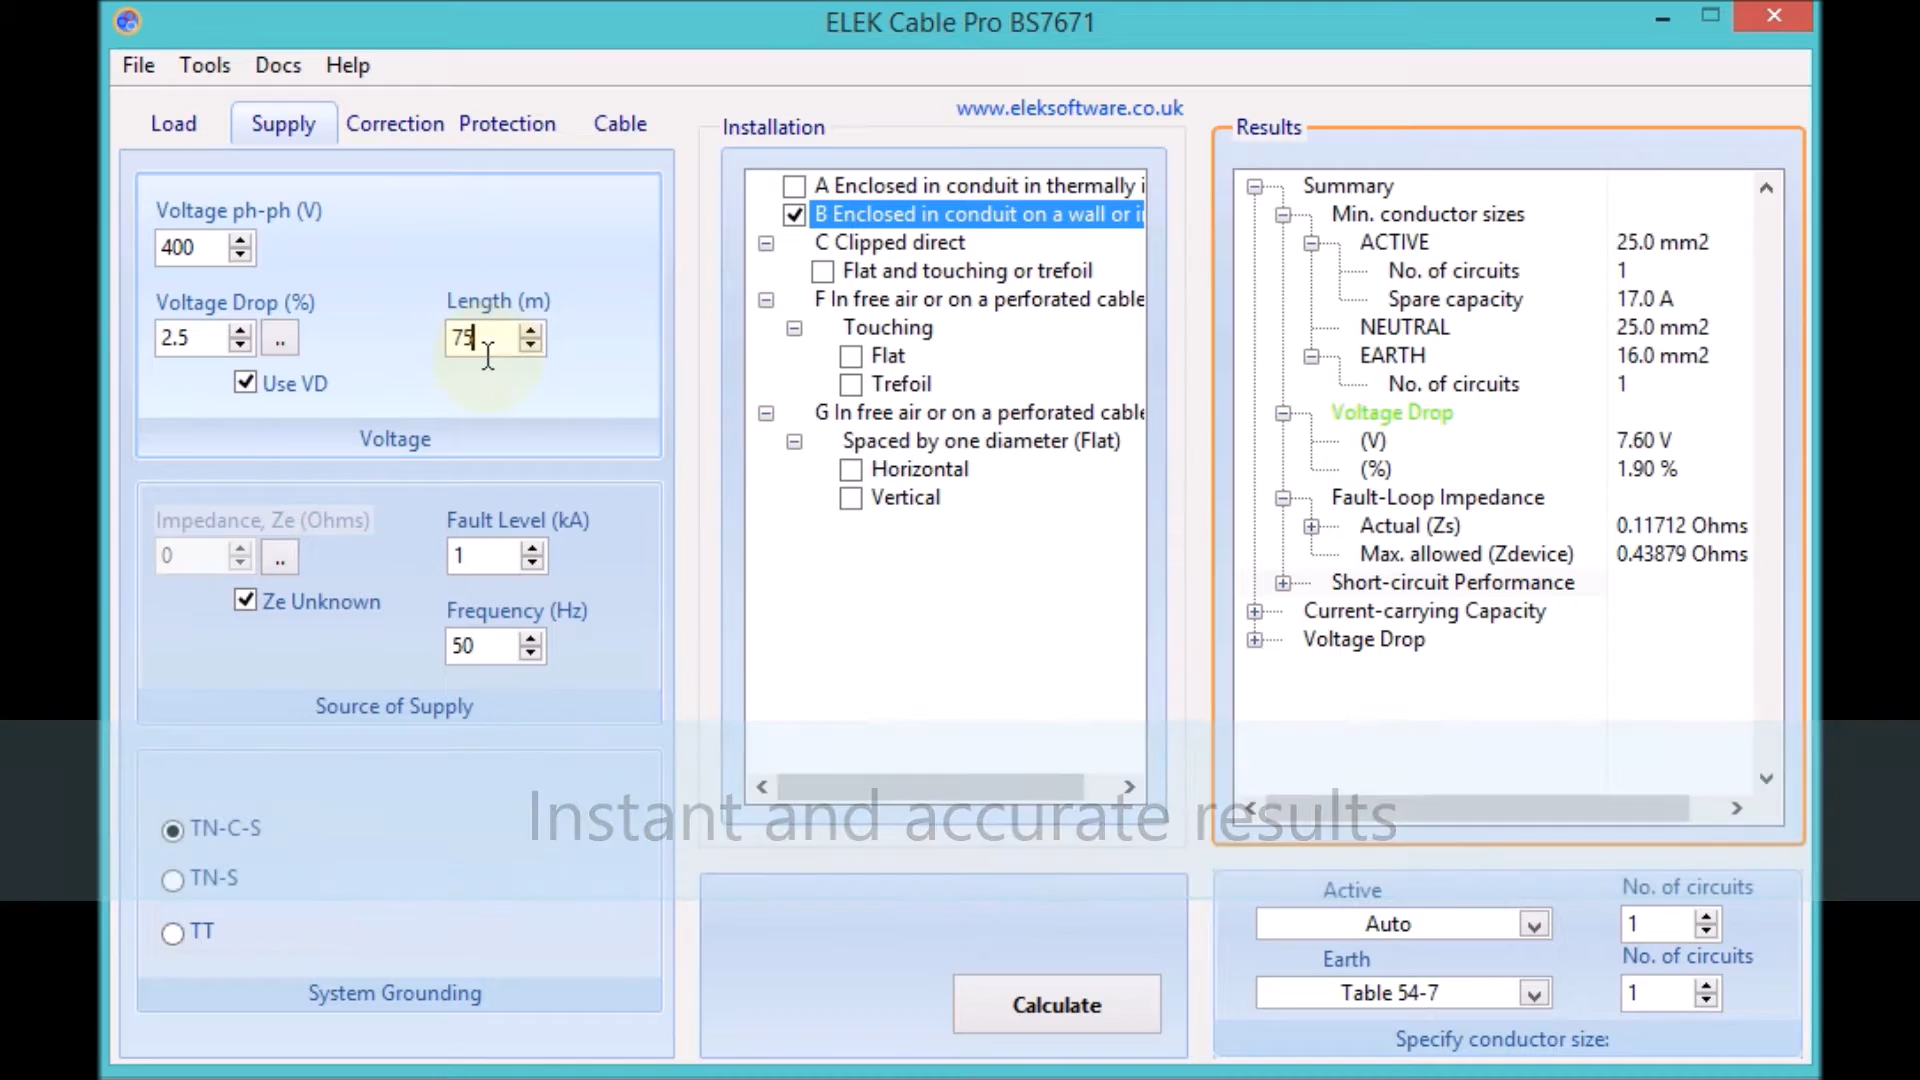 ELEK Cable Pro BS7671
File Tools Docs Help
www.eleksoftware.co.uk
Load Supply Correction Protection Cable
Voltage ph-ph (V)
400
Voltage Drop (%)
Length (m)
2.5
..
75
Use VD
Voltage
Impedance, Ze (Ohms)
Fault Level (kA)
0
..
1
Ze Unknown
Frequency (Hz)
50
Source of Supply
TN-C-S
TN-S
TT
System Grounding
Installation
A Enclosed in conduit in thermally i
B Enclosed in conduit on a wall or i
C Clipped direct
Flat and touching or trefoil
F In free air or on a perforated cable
Touching
Flat
Trefoil
G In free air or on a perforated cable
Spaced by one diameter (Flat)
Horizontal
Vertical
Calculate
Results
Summary
Min. conductor sizes
ACTIVE 25.0 mm2
No. of circuits 1
Spare capacity 17.0 A
NEUTRAL 25.0 mm2
EARTH 16.0 mm2
No. of circuits 1
Voltage Drop
(V) 7.60 V
(%) 1.90 %
Fault-Loop Impedance
Actual (Zs) 0.11712 Ohms
Max. allowed (Zdevice) 0.43879 Ohms
Short-circuit Performance
Current-carrying Capacity
Voltage Drop
Instant and accurate results
Active
No. of circuits
Auto
1
Earth
No. of circuits
Table 54-7
1
Specify conductor size: